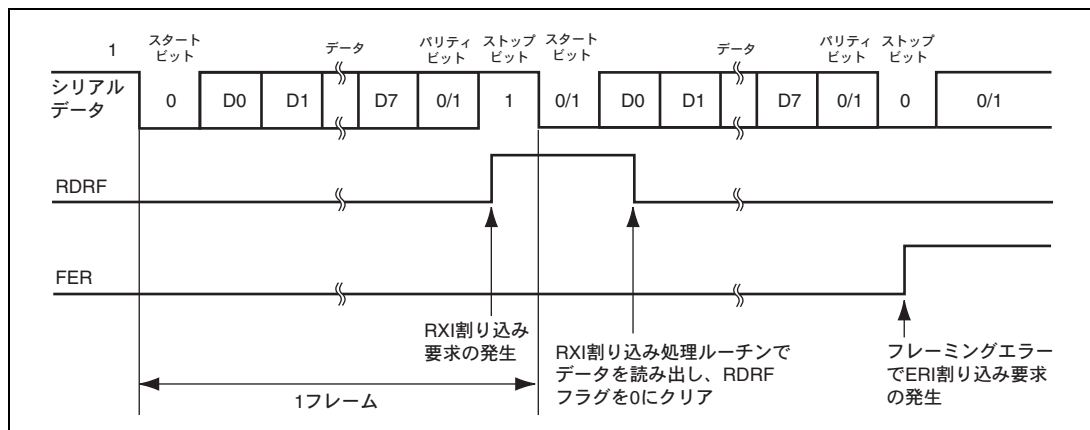 1
スタート
ビット
データ
パリティ
ビット
ストップ
ビット
スタート
ビット
データ
パリティ
ビット
ストップ
ビット
シリアル
データ
0
D0
D1
D7
0/1
1
0/1
D0
D1
D7
0/1
0
0/1
RDRF
FER
RXI割り込み
要求の発生
RXI割り込み処理ルーチンで
データを読み出し、RDRF
フラグを0にクリア
フレーミングエラー
でERI割り込み要求
の発生
1フレーム